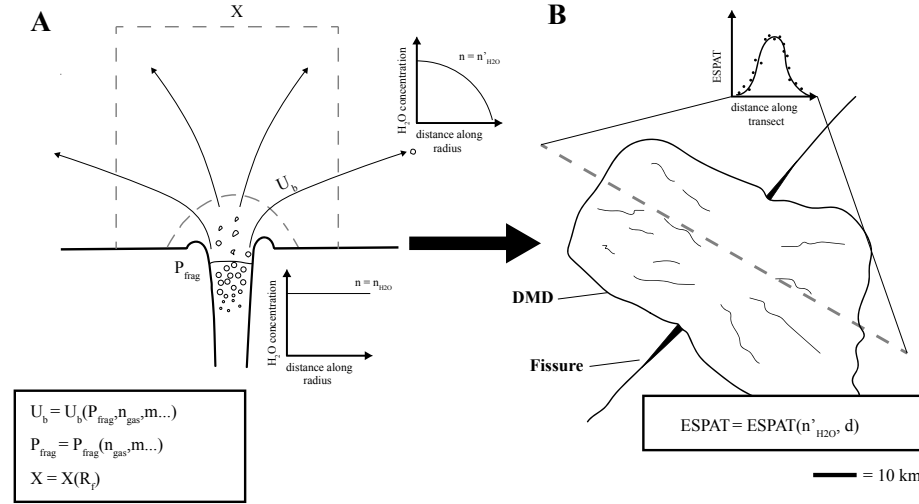 A
X
n = n'H2O
H2O concentration
distance along
radius
Ub
Pfrag
n = nH2O
H2O concentration
distance along
radius
Ub = Ub(Pfrag,ngas,m...)
Pfrag = Pfrag(ngas,m...)
X = X(Rf)
B
ESPAT
distance along
transect
DMD
Fissure
ESPAT = ESPAT(n'H2O, d)
= 10 km